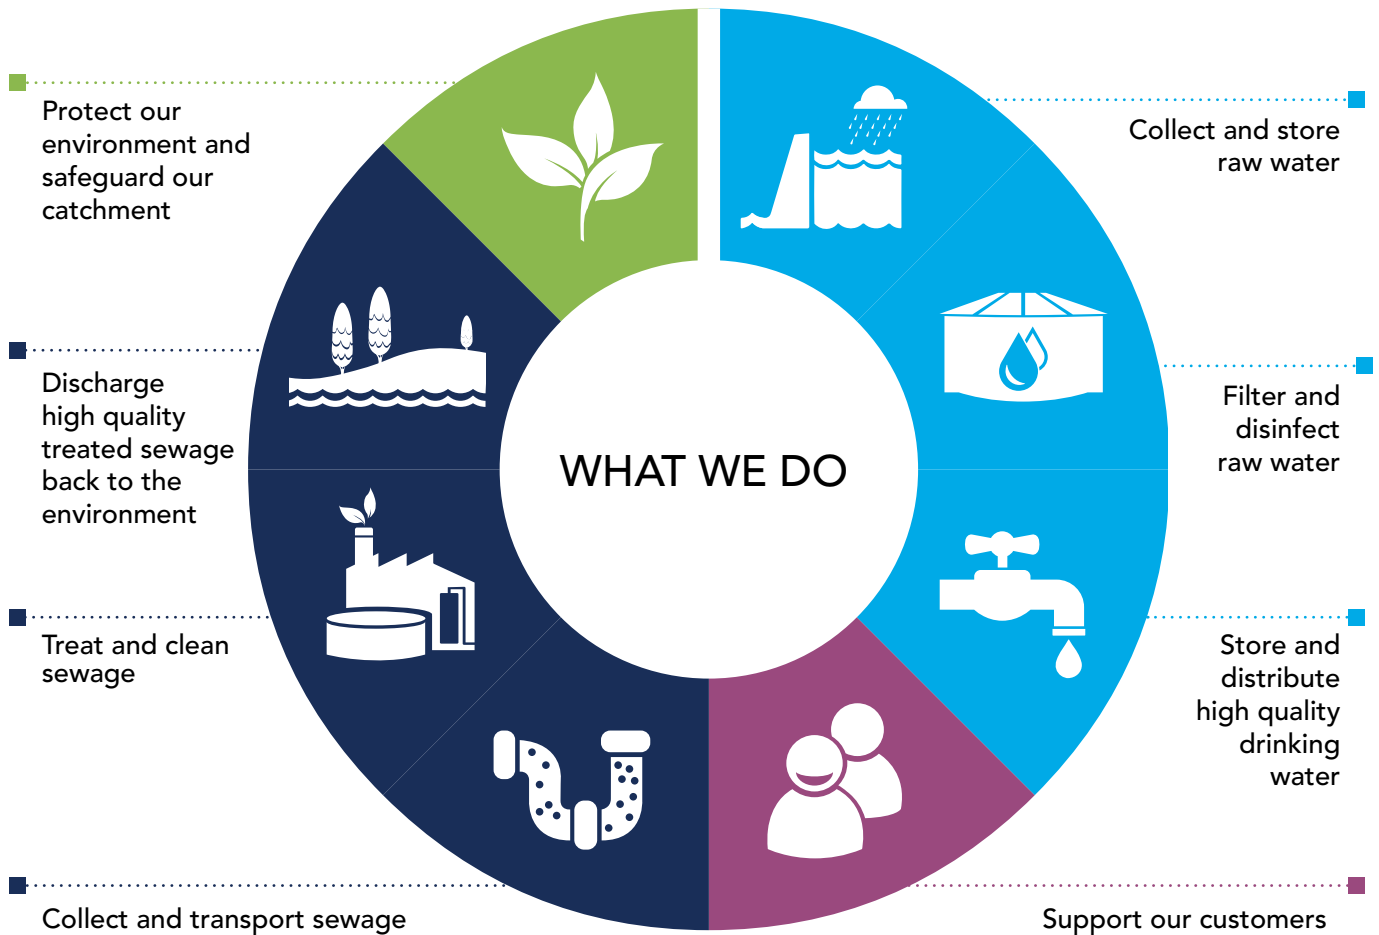 WHAT WE DO
Collect and store
raw water
Filter and
disinfect
raw water
Store and
distribute
high quality
drinking
water
Support our customers
Collect and transport sewage
Treat and clean
sewage
Discharge
high quality
treated sewage
back to the
environment
Protect our
environment and
safeguard our
catchment